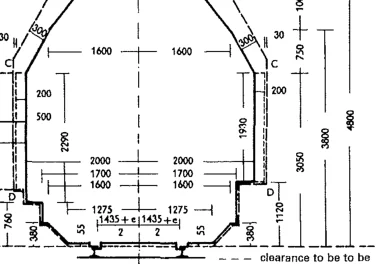 30 300 300 30 100
C 1600 1600 C 750
200 200
500 2290 1930 3800 4800
2000 2000 3050
1700 1700
1600 1600
D D
1275 1275
1435+e 1435+e
760 380 55 2 2 55 380 1120
clearance to be to be